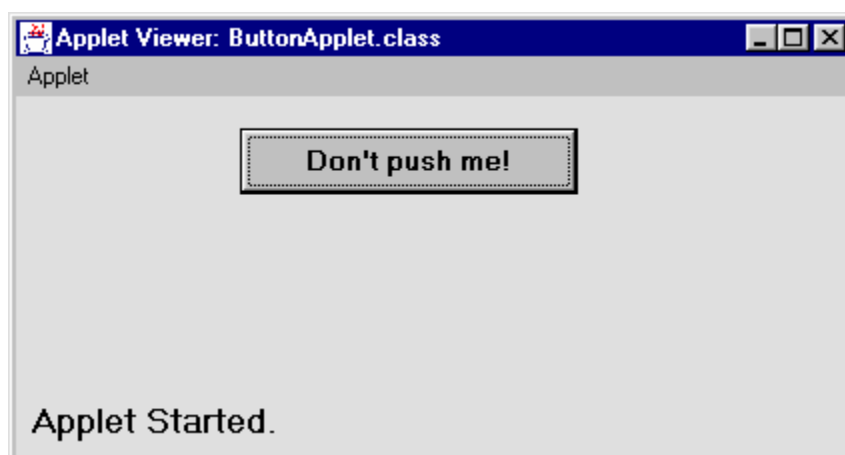 Applet Viewer: ButtonApplet.class
Applet
Don't push me!
Applet Started.